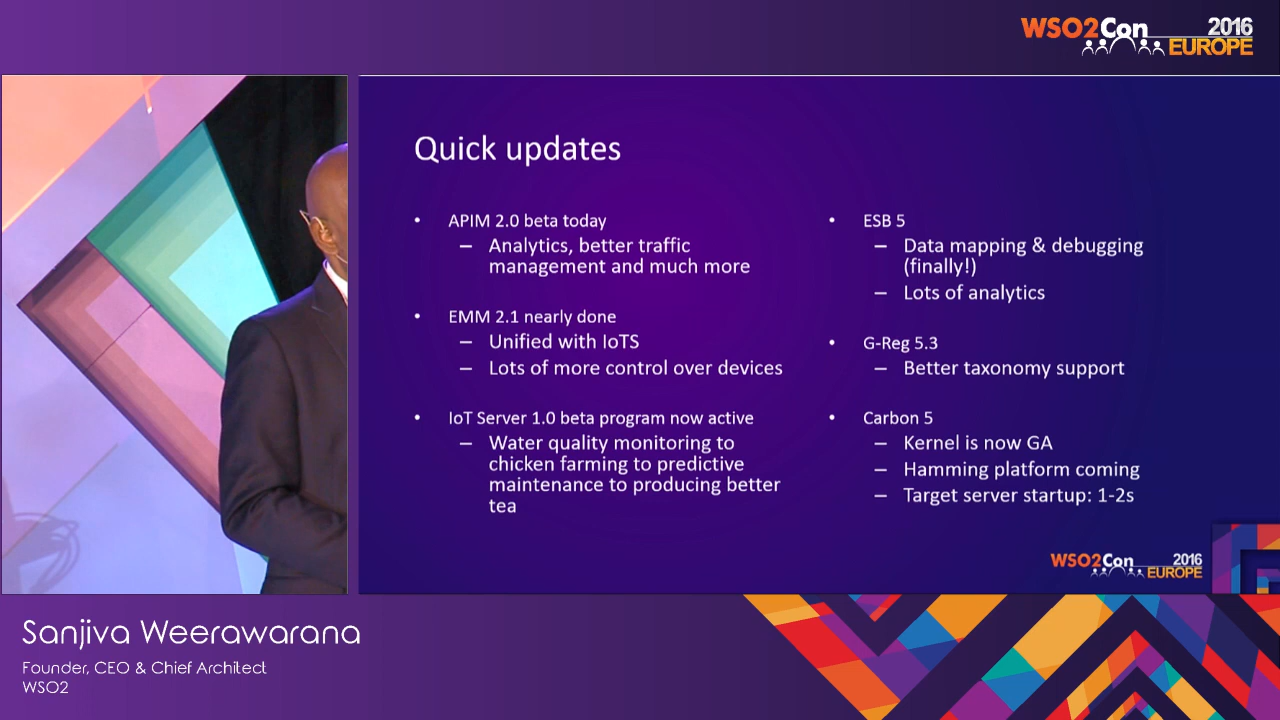 WSO2Con 2016
EUROPE
Quick updates
• APIM 2.0 beta today
– Analytics, better traffic
management and much more
• EMM 2.1 nearly done
– Unified with IoTS
– Lots of more control over devices
• IoT Server 1.0 beta program now active
– Water quality monitoring to
chicken farming to predictive
maintenance to producing better
tea
• ESB 5
– Data mapping & debugging
(finally!)
– Lots of analytics
• G-Reg 5.3
– Better taxonomy support
• Carbon 5
– Kernel is now GA
– Hamming platform coming
– Target server startup: 1-2s
WSO2Con 2016
EUROPE
Sanjiva Weerawarana
Founder, CEO & Chief Architect
WSO2